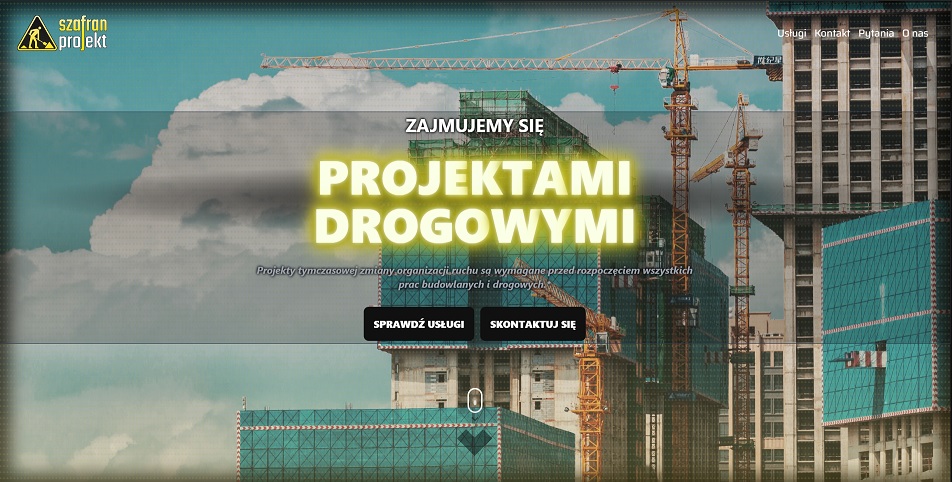 szafran
projekt
Usługi Kontakt Pytania O nas
ZAJMUJEMY SIĘ
PROJEKTAMI
DROGOWYMI
Projekty tymczasowej zmiany organizacji ruchu są wymagane przed rozpoczęciem wszystkich
prac budowlanych i drogowych.
SPRAWDŹ USŁUGI SKONTAKTUJ SIĘ